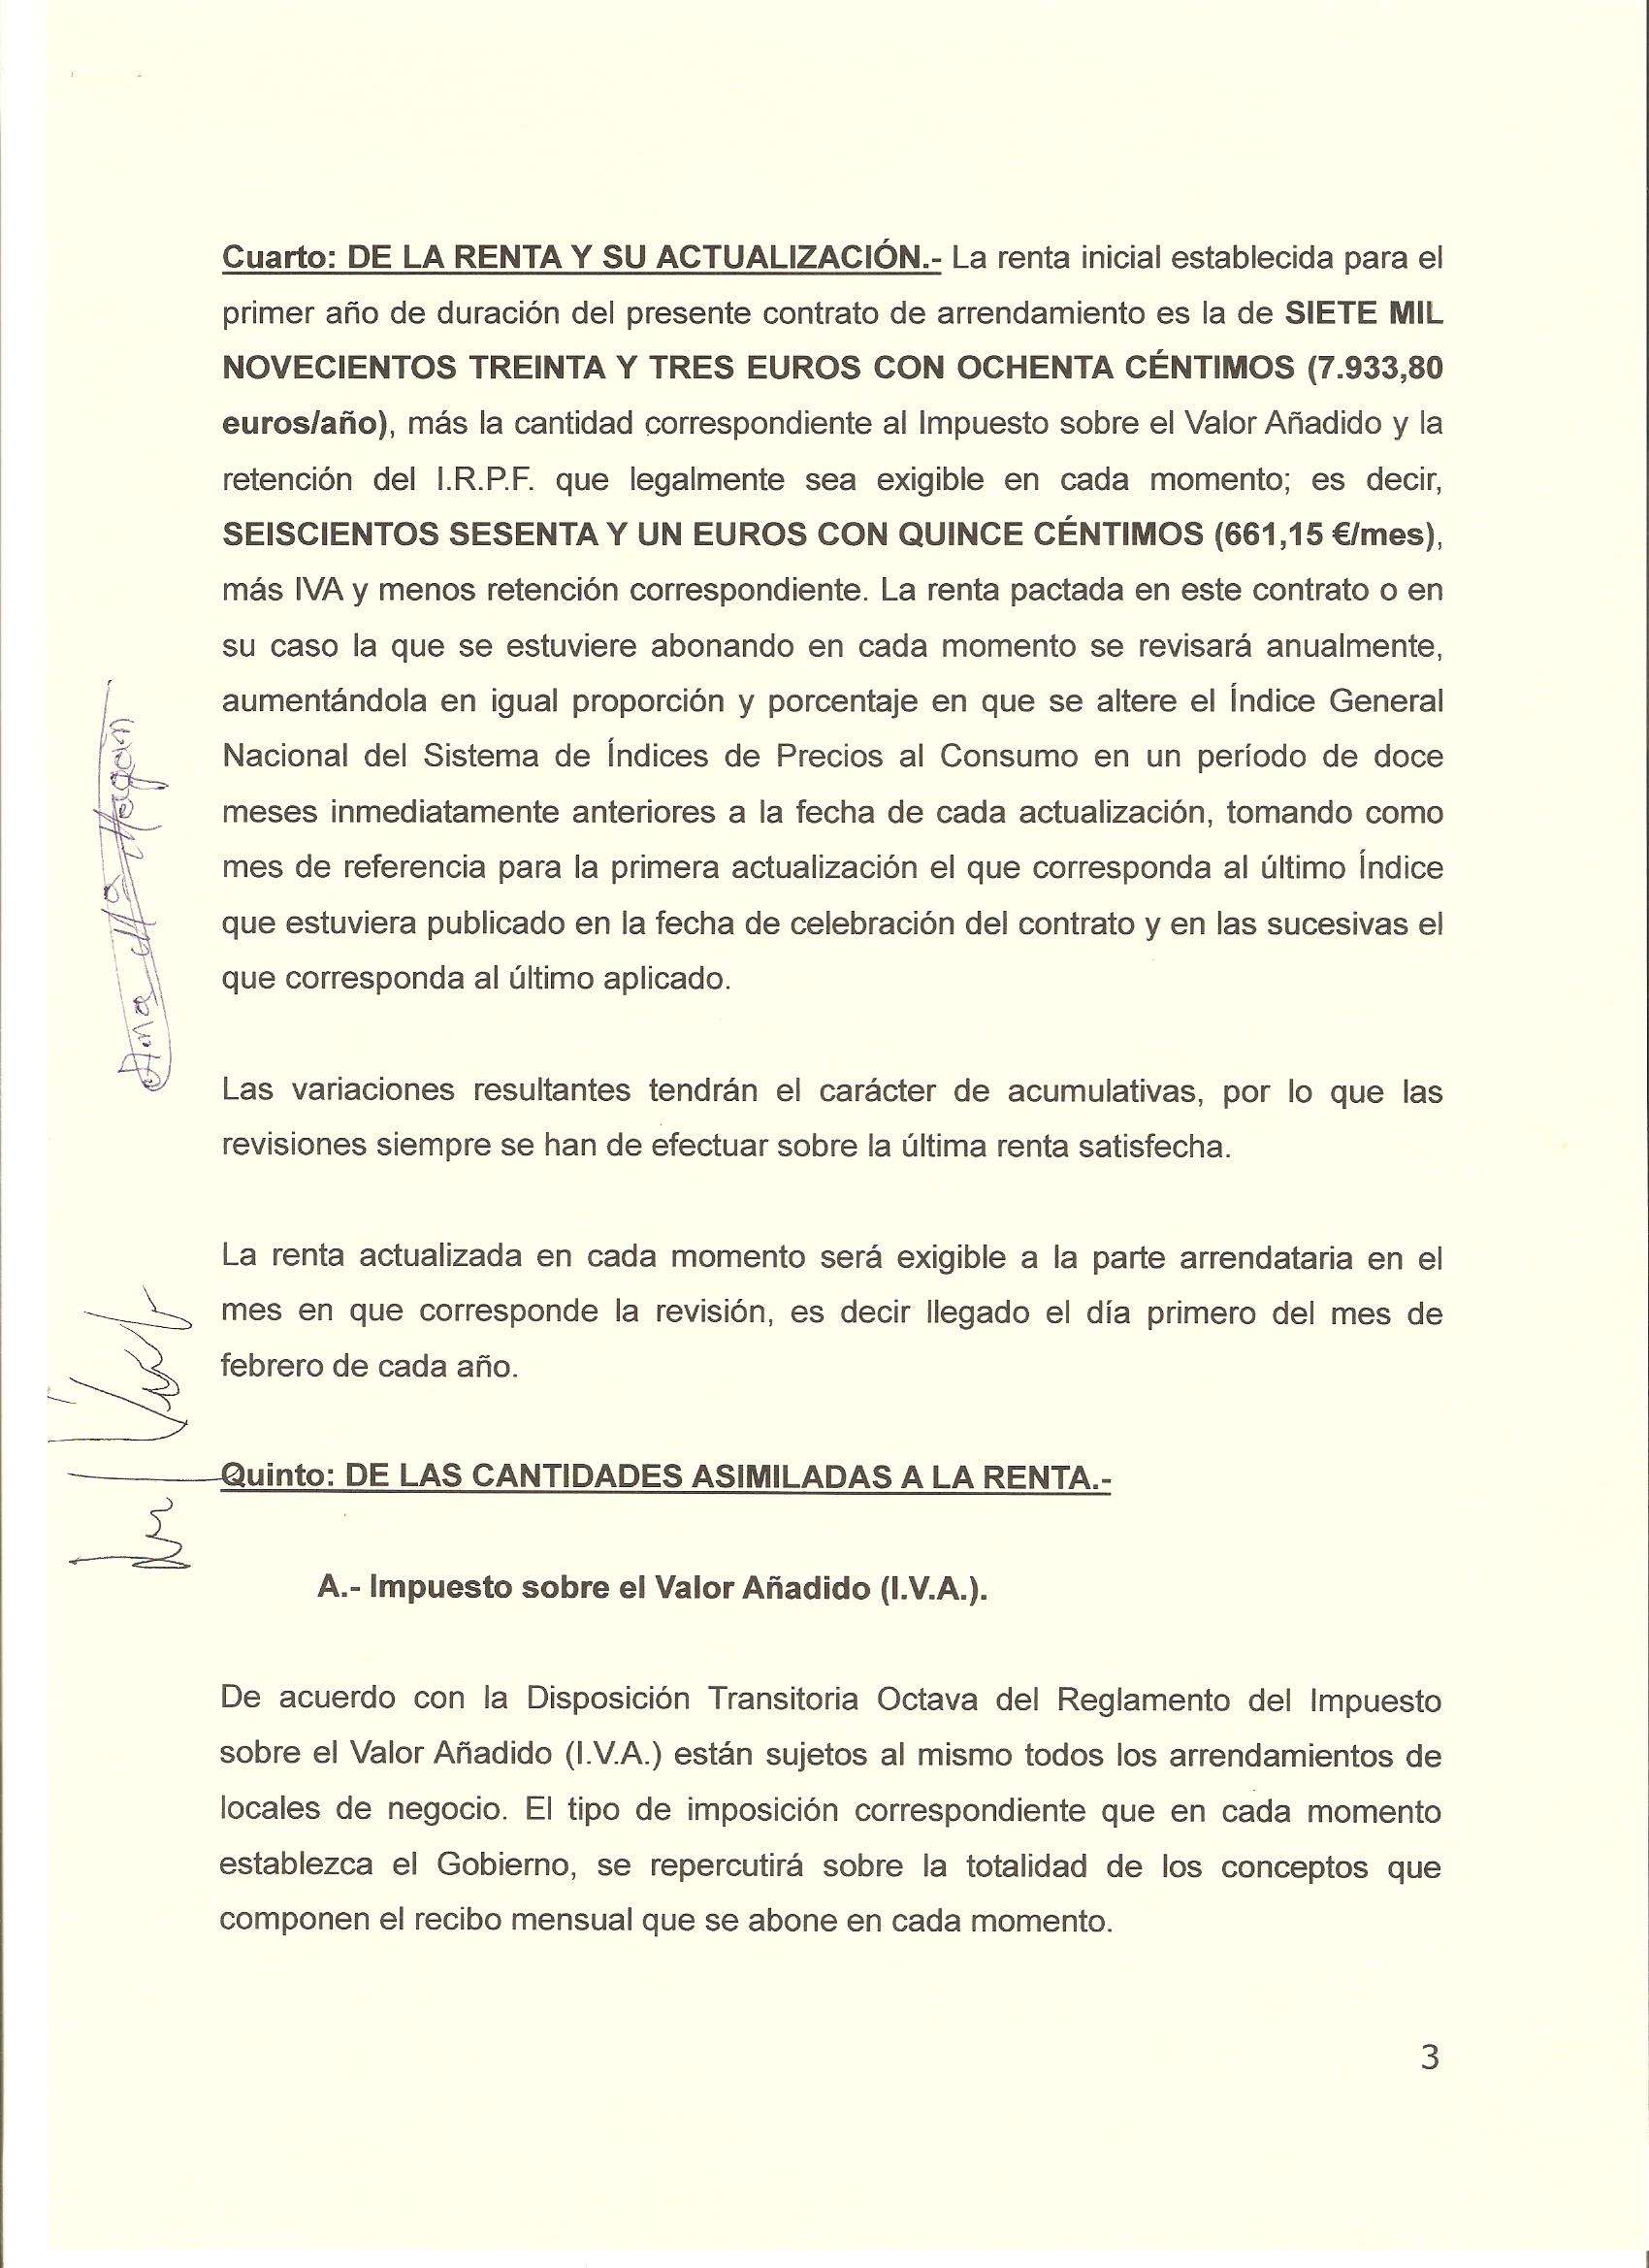 Cuarto: DE LA RENTA Y SU ACTUALIZACIÓN.- La renta inicial establecida para el
primer año de duración del presente contrato de arrendamiento es la de SIETE MIL
NOVECIENTOS TREINTA Y TRES EUROS CON OCHENTA CÉNTIMOS (7.933,80
euros/año), más la cantidad correspondiente al Impuesto sobre el Valor Añadido y la
retención del I.R.P.F. que legalmente sea exigible en cada momento; es decir,
SEISCIENTOS SESENTA Y UN EUROS CON QUINCE CÉNTIMOS (661,15 €/mes),
más IVA y menos retención correspondiente. La renta pactada en este contrato o en
su caso la que se estuviere abonando en cada momento se revisará anualmente,
aumentándola en igual proporción y porcentaje en que se altere el Índice General
Nacional del Sistema de Índices de Precios al Consumo en un período de doce
meses inmediatamente anteriores a la fecha de cada actualización, tomando como
mes de referencia para la primera actualización el que corresponda al último Índice
que estuviera publicado en la fecha de celebración del contrato y en las sucesivas el
que corresponda al último aplicado.
Las variaciones resultantes tendrán el carácter de acumulativas, por lo que las
revisiones siempre se han de efectuar sobre la última renta satisfecha.
La renta actualizada en cada momento será exigible a la parte arrendataria en el
mes en que corresponde la revisión, es decir llegado el día primero del mes de
febrero de cada año.
Quinto: DE LAS CANTIDADES ASIMILADAS A LA RENTA.-
A.- Impuesto sobre el Valor Añadido (I.V.A.).
De acuerdo con la Disposición Transitoria Octava del Reglamento del Impuesto
sobre el Valor Añadido (I.V.A.) están sujetos al mismo todos los arrendamientos de
locales de negocio. El tipo de imposición correspondiente que en cada momento
establezca el Gobierno, se repercutirá sobre la totalidad de los conceptos que
componen el recibo mensual que se abone en cada momento.
3
Ana Mª